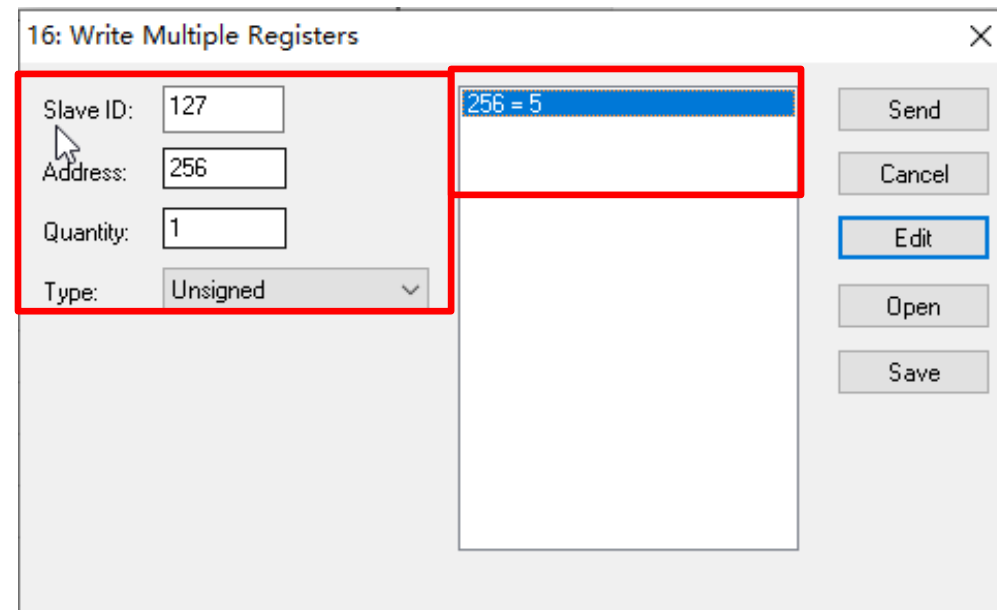 16: Write Multiple Registers
Slave ID: 127
Address: 256
Quantity: 1
Type: Unsigned
256 = 5
Send
Cancel
Edit
Open
Save